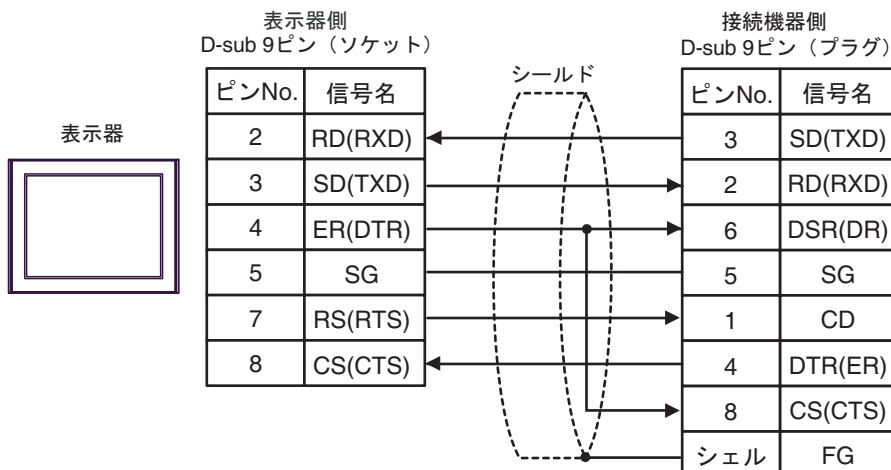 表示器側
D-sub 9ピン（ソケット）
接続機器側
D-sub 9ピン（プラグ）
シールド
表示器
ピンNo. 信号名
2 RD(RXD)
3 SD(TXD)
4 ER(DTR)
5 SG
7 RS(RTS)
8 CS(CTS)
ピンNo. 信号名
3 SD(TXD)
2 RD(RXD)
6 DSR(DR)
5 SG
1 CD
4 DTR(ER)
8 CS(CTS)
シェル FG